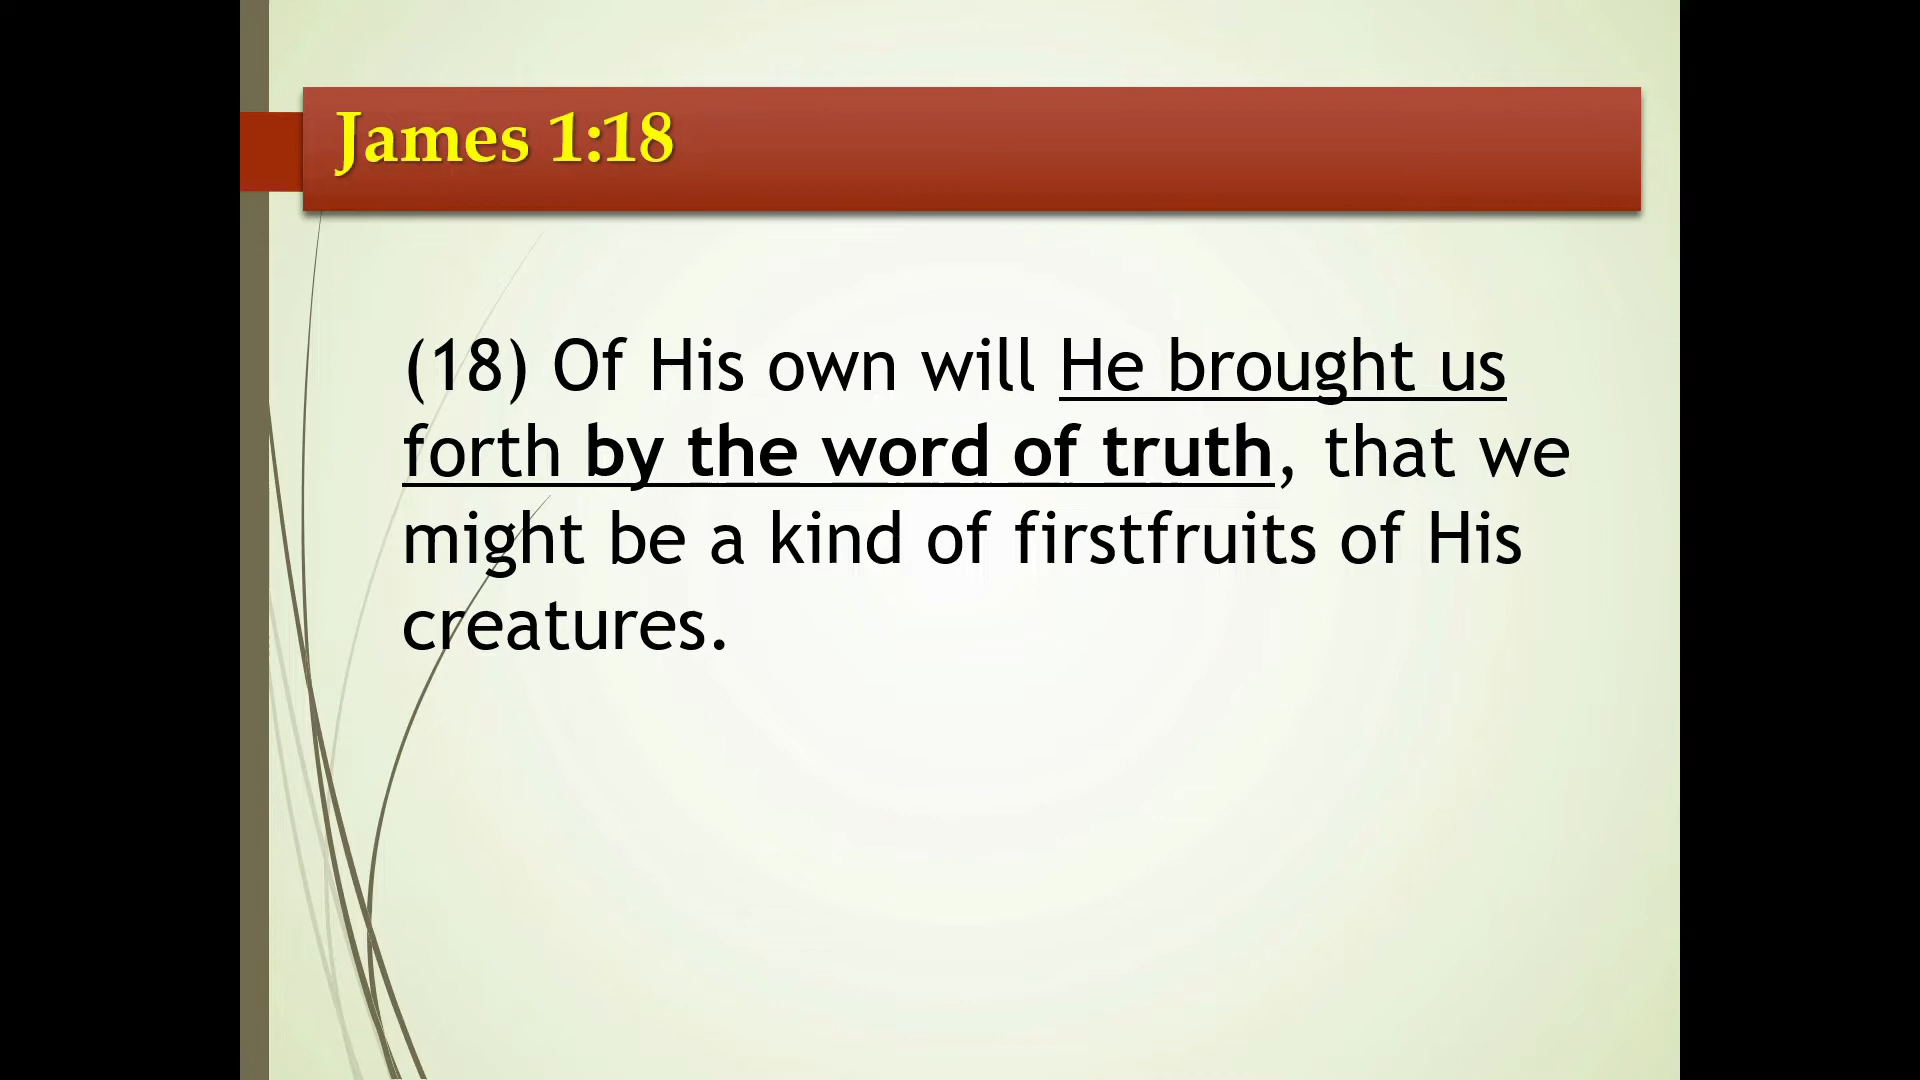 James 1:18
(18) Of His own will He brought us
forth by the word of truth, that we
might be a kind of firstfruits of His
creatures.